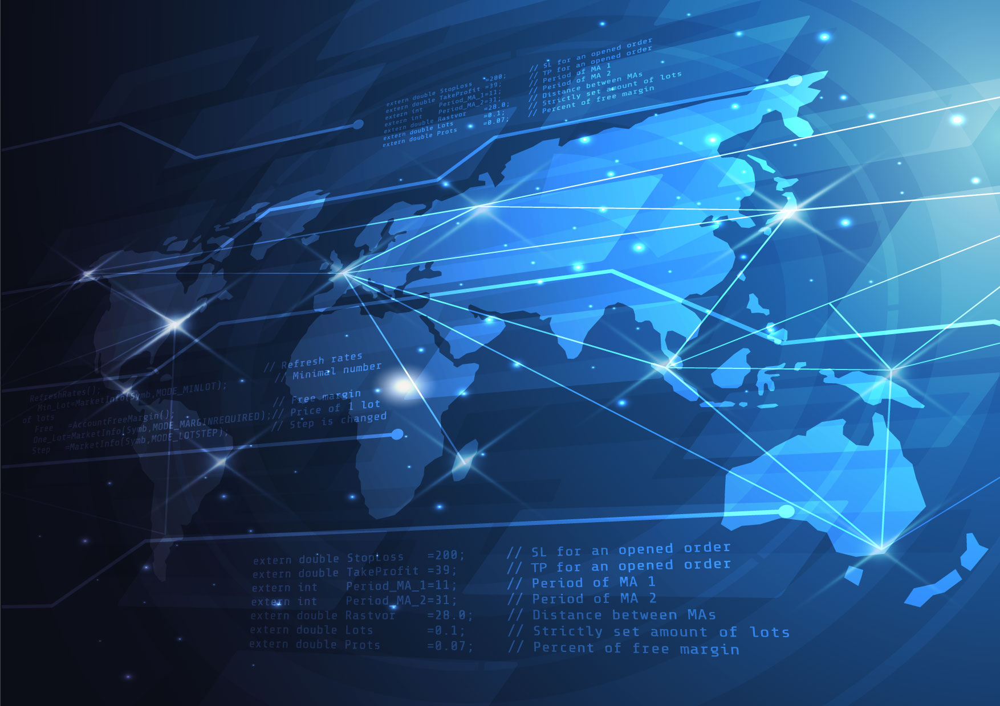 extern double StopLoss =200; // SL for an opened order
extern double TakeProfit =39; // TP for an opened order
extern int Period_MA_1=11; // Period of MA 1
extern int Period_MA_2=31; // Period of MA 2
extern double Rastvor =28.0; // Distance between MAs
extern double Lots =0.1; // Strictly set amount of lots
extern double Prots =0.07; // Percent of free margin
RefreshRates(); // Refresh rates
Min_Lot=MarketInfo(Symb,MODE_MINLOT); // Minimal number
of lots
Free =AccountFreeMargin(); // Free margin
One_Lot=MarketInfo(Symb,MODE_MARGINREQUIRED);// Price of 1 lot
Step =MarketInfo(Symb,MODE_LOTSTEP); // Step is changed
extern double StopLoss =200; // SL for an opened order
extern double TakeProfit =39; // TP for an opened order
extern int Period_MA_1=11; // Period of MA 1
extern int Period_MA_2=31; // Period of MA 2
extern double Rastvor =28.0; // Distance between MAs
extern double Lots =0.1; // Strictly set amount of lots
extern double Prots =0.07; // Percent of free margin